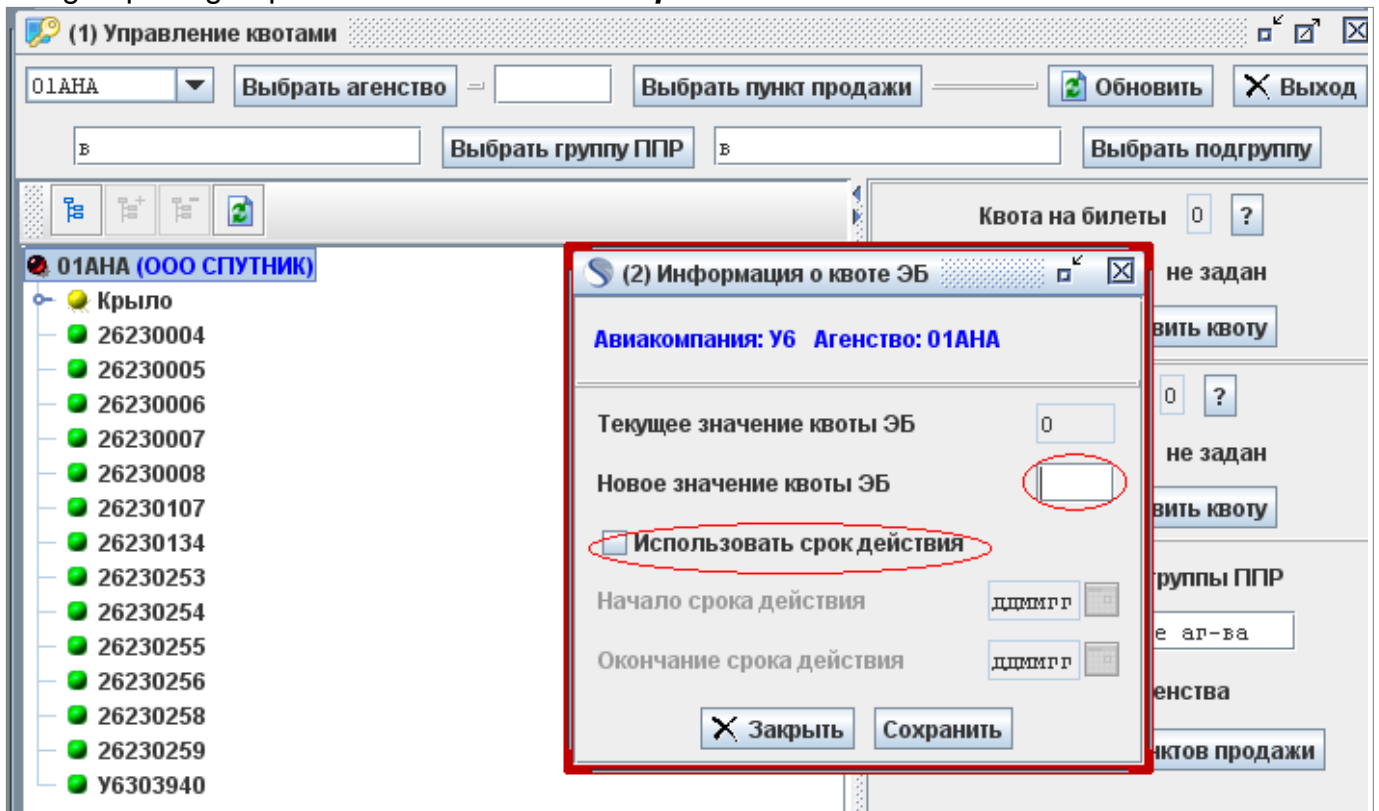 (1) Управление квотами
01АНА Выбрать агенство Выбрать пункт продажи Обновить Выход
в Выбрать группу ППР в Выбрать подгруппу
Квота на билеты 0 ?
01АНА (ООО СПУТНИК)
не задан
Крыло
вить квоту
26230004
26230005
0 ?
26230006
26230007
не задан
26230008
вить квоту
26230107
26230134
26230253
руппы ППР
26230254
е аг-ва
26230255
26230256
енства
26230258
26230259
нктов продажи
У6303940
(2) Информация о квоте ЭБ
Авиакомпания: У6 Агенство: 01АНА
Текущее значение квоты ЭБ 0
Новое значение квоты ЭБ
Использовать срок действия
Начало срока действия ддммгг
Окончание срока действия ддммгг
Закрыть Сохранить